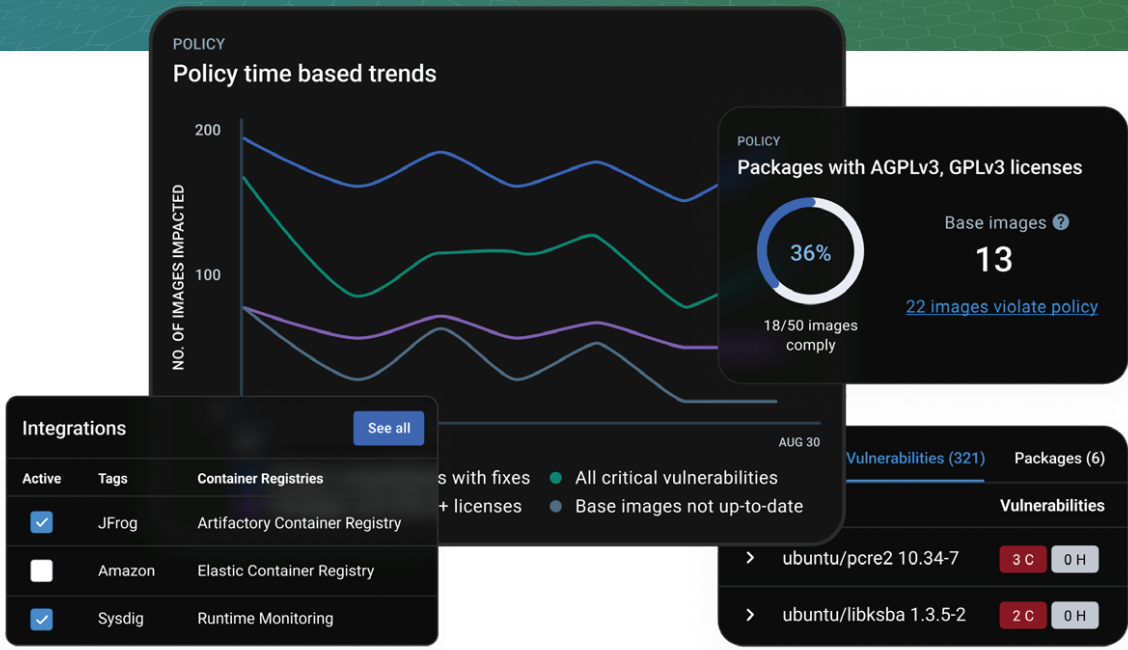 POLICY
Policy time based trends
200
100
NO. OF IMAGES IMPACTED
AUG 30
s with fixes
All critical vulnerabilities
+ licenses
Base images not up-to-date
POLICY
Packages with AGPLv3, GPLv3 licenses
36%
18/50 images
comply
Base images ?
13
22 images violate policy
Integrations
See all
Active Tags Container Registries
JFrog Artifactory Container Registry
Amazon Elastic Container Registry
Sysdig Runtime Monitoring
Vulnerabilities (321) Packages (6)
Vulnerabilities
ubuntu/pcre2 10.34-7 3 C 0 H
ubuntu/libksba 1.3.5-2 2 C 0 H